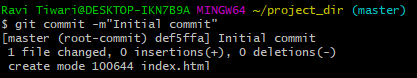 Ravi Tiwari@DESKTOP-IKN7B9A MINGW64 ~/project_dir (master)
$ git commit -m"Initial commit"
[master (root-commit) def5ffa] Initial commit
 1 file changed, 0 insertions(+), 0 deletions(-)
 create mode 100644 index.html